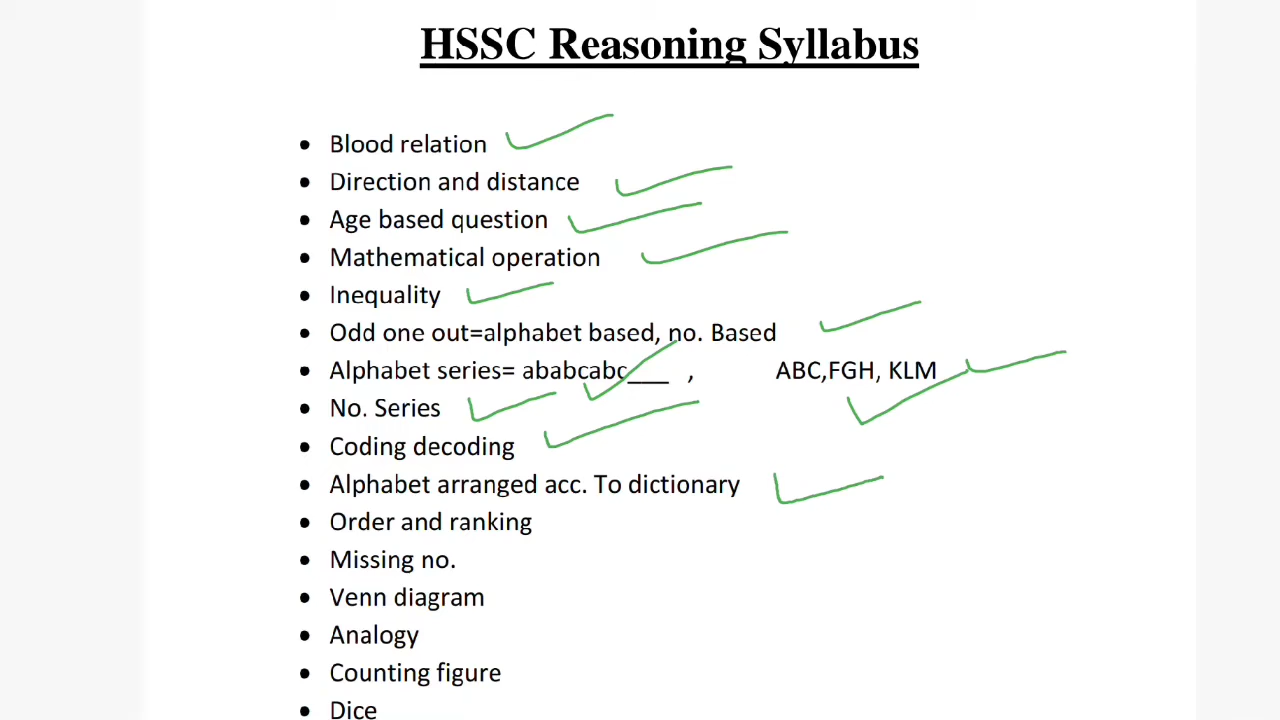 HSSC Reasoning Syllabus
• Blood relation
• Direction and distance
• Age based question
• Mathematical operation
• Inequality
• Odd one out=alphabet based, no. Based
• Alphabet series= ababcabc___ , ABC,FGH, KLM
• No. Series
• Coding decoding
• Alphabet arranged acc. To dictionary
• Order and ranking
• Missing no.
• Venn diagram
• Analogy
• Counting figure
• Dice